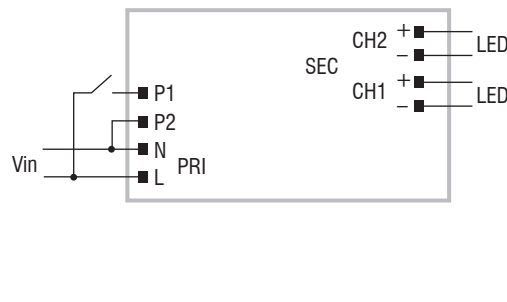 CH2 + LED
–
SEC
CH1 + LED
–
P1
P2
N
PRI
Vin
L